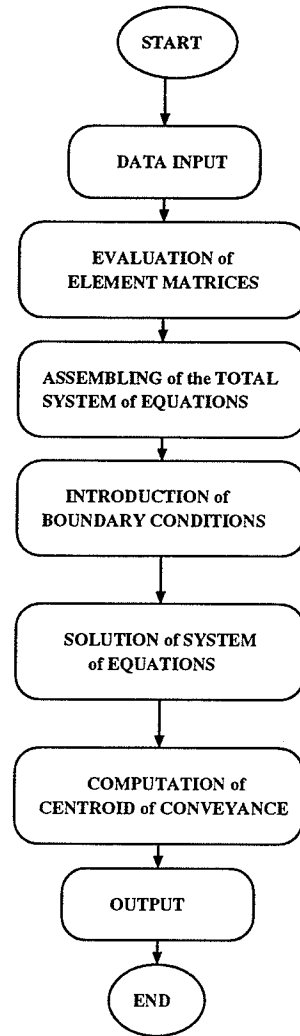 START
DATA INPUT
EVALUATION of
ELEMENT MATRICES
ASSEMBLING of the TOTAL
SYSTEM of EQUATIONS
INTRODUCTION of
BOUNDARY CONDITIONS
SOLUTION of SYSTEM
of EQUATIONS
COMPUTATION of
CENTROID of CONVEYANCE
OUTPUT
END